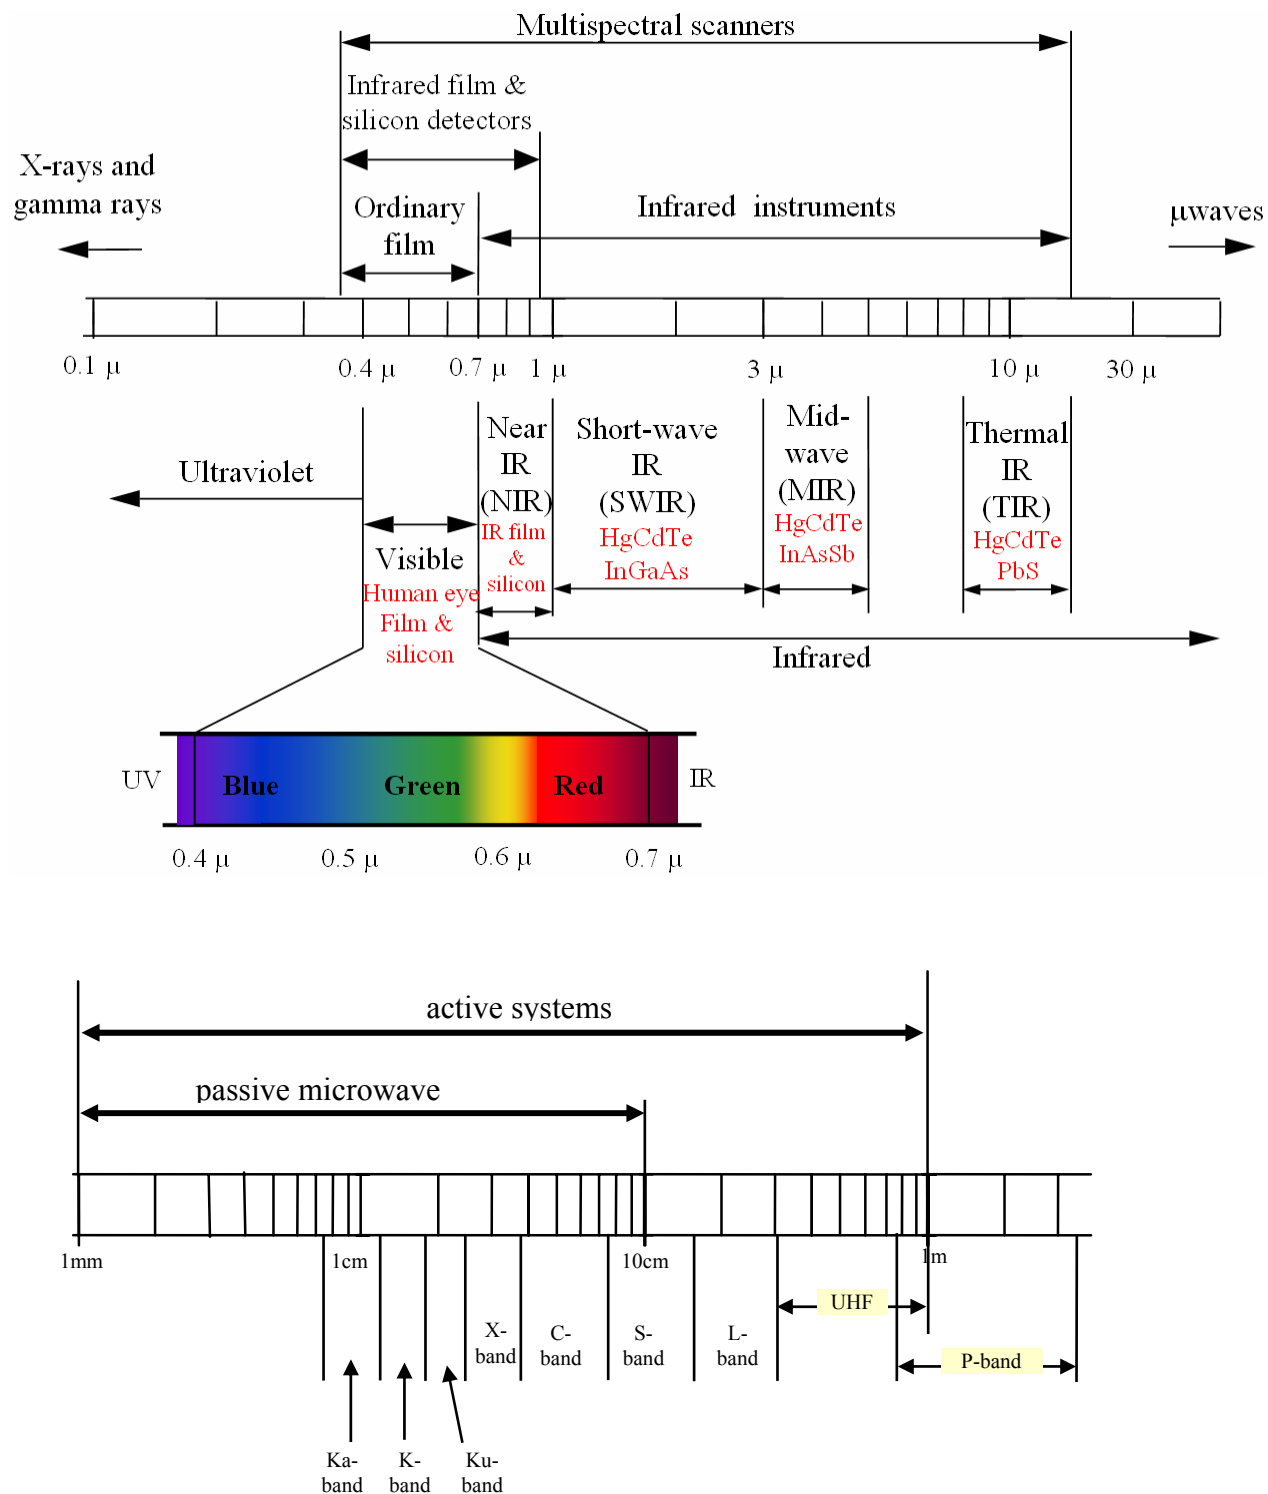 Multispectral scanners
Infrared film &
silicon detectors
X-rays and
gamma rays
Ordinary
film
Infrared instruments
μwaves
0.1 μ
0.4 μ
0.7 μ
1 μ
3 μ
10 μ
30 μ
Ultraviolet
Visible
Human eye
Film &
silicon
Near
IR
(NIR)
IR film
&
silicon
Short-wave
IR
(SWIR)
HgCdTe
InGaAs
Mid-
wave
(MIR)
HgCdTe
InAsSb
Thermal
IR
(TIR)
HgCdTe
PbS
Infrared
UV
Blue
Green
Red
IR
0.4 μ
0.5 μ
0.6 μ
0.7 μ
active systems
passive microwave
1mm
1cm
10cm
1m
UHF
X-
band
C-
band
S-
band
L-
band
P-band
Ka-
band
K-
band
Ku-
band